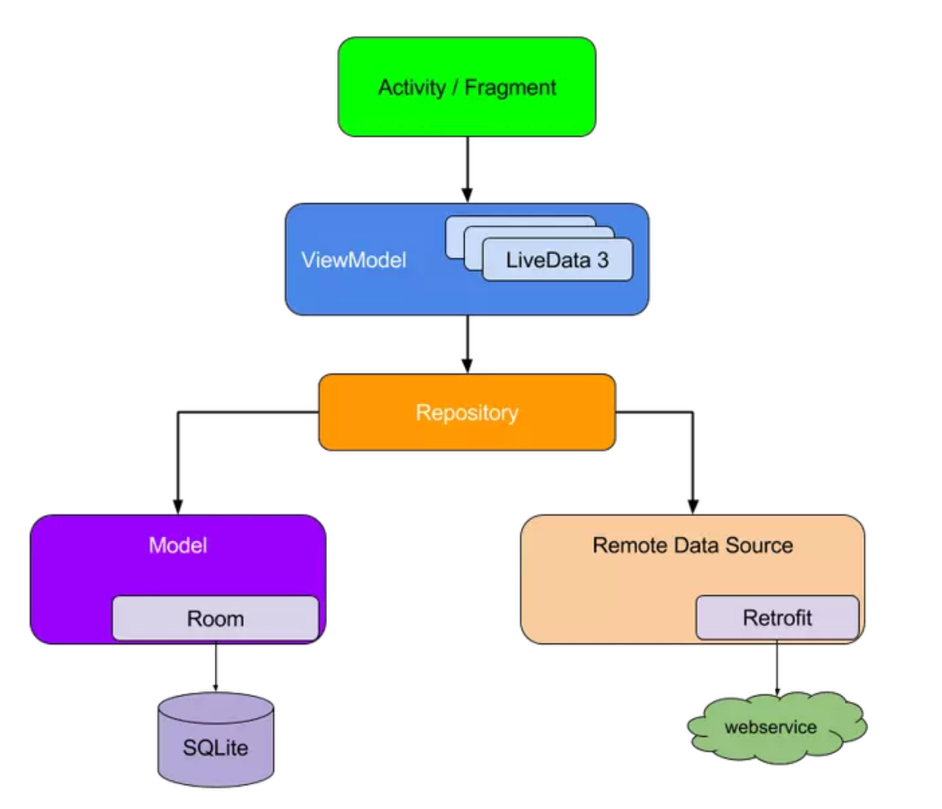 Activity / Fragment
ViewModel
LiveData 3
Repository
Model
Remote Data Source
Room
Retrofit
SQLite
webservice